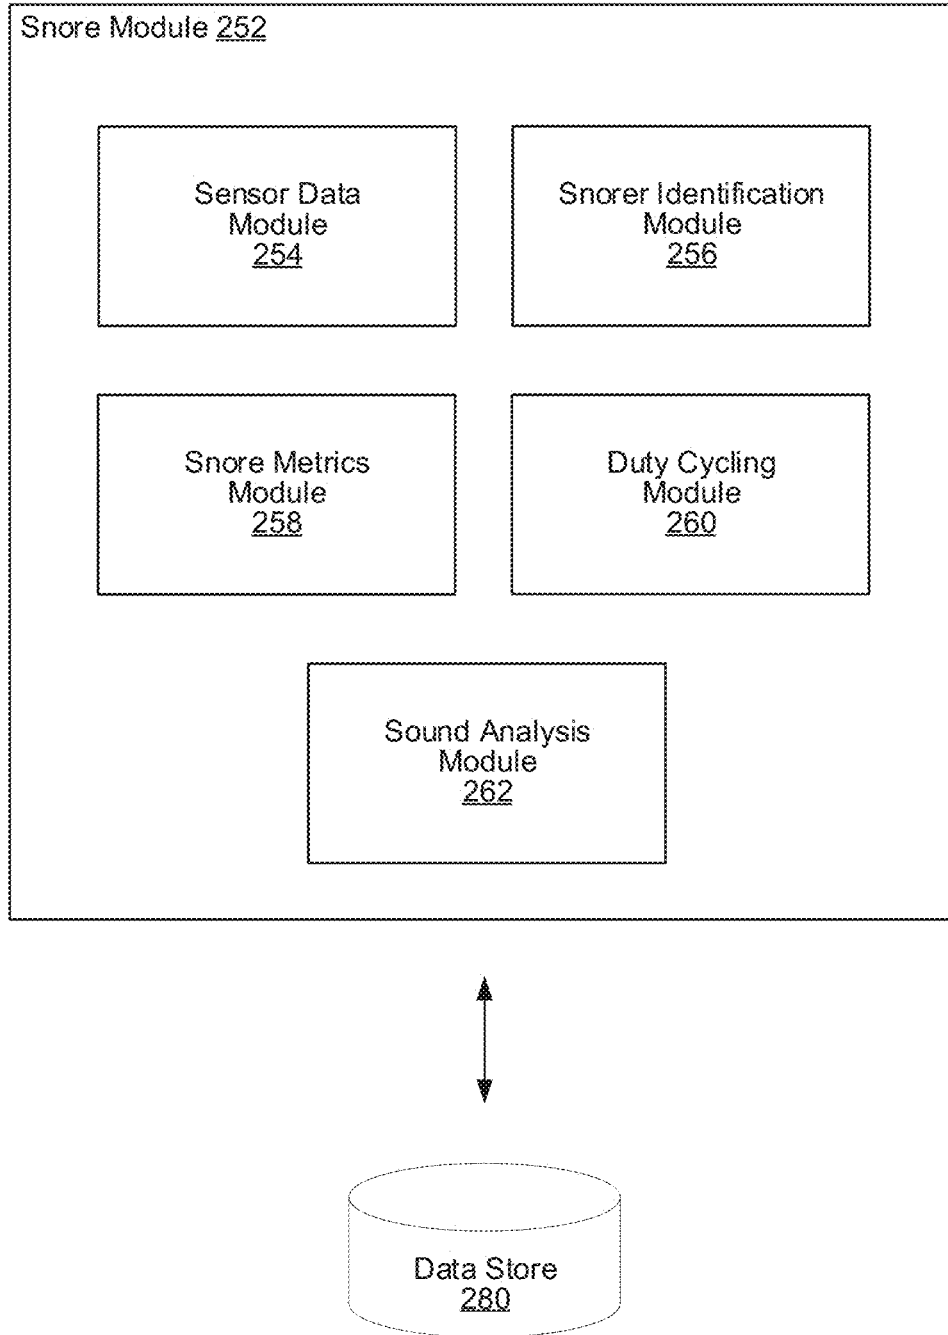 Snore Module 252
Sensor Data
Module
254
Snorer Identification
Module
256
Snore Metrics
Module
258
Duty Cycling
Module
260
Sound Analysis
Module
262
Data Store
280